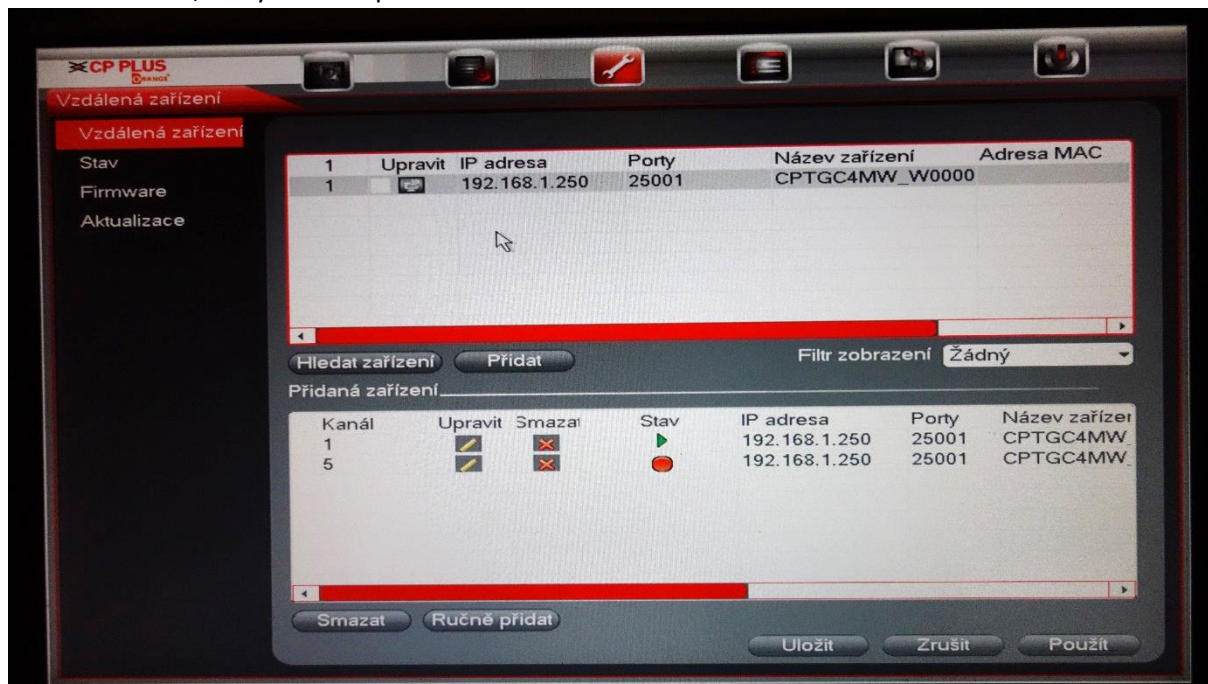 CP PLUS
ORANGE
Vzdálená zařízení
Vzdálená zařízení
Stav
Firmware
Aktualizace
1 Upravit IP adresa Porty Název zařízení Adresa MAC
1 192.168.1.250 25001 CPTGC4MW_W0000
Hledat zařízení Přidat Filtr zobrazení Žádný
Přidaná zařízení
Kanál Upravit Smazat Stav IP adresa Porty Název zařízer
1 192.168.1.250 25001 CPTGC4MW_
5 192.168.1.250 25001 CPTGC4MW_
Smazat Ručně přidat
Uložit Zrušit Použít